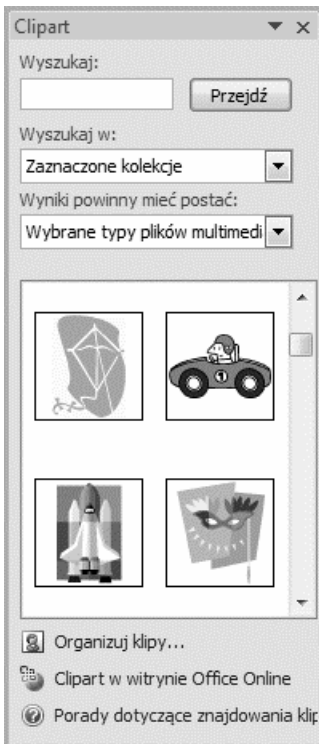 Clipart
Wyszukaj:
Przejdź
Wyszukaj w:
Zaznaczone kolekcje
Wyniki powinny mieć postać:
Wybrane typy plików multimedi
1
Organizuj klipy...
Clipart w witrynie Office Online
Porady dotyczące znajdowania klip